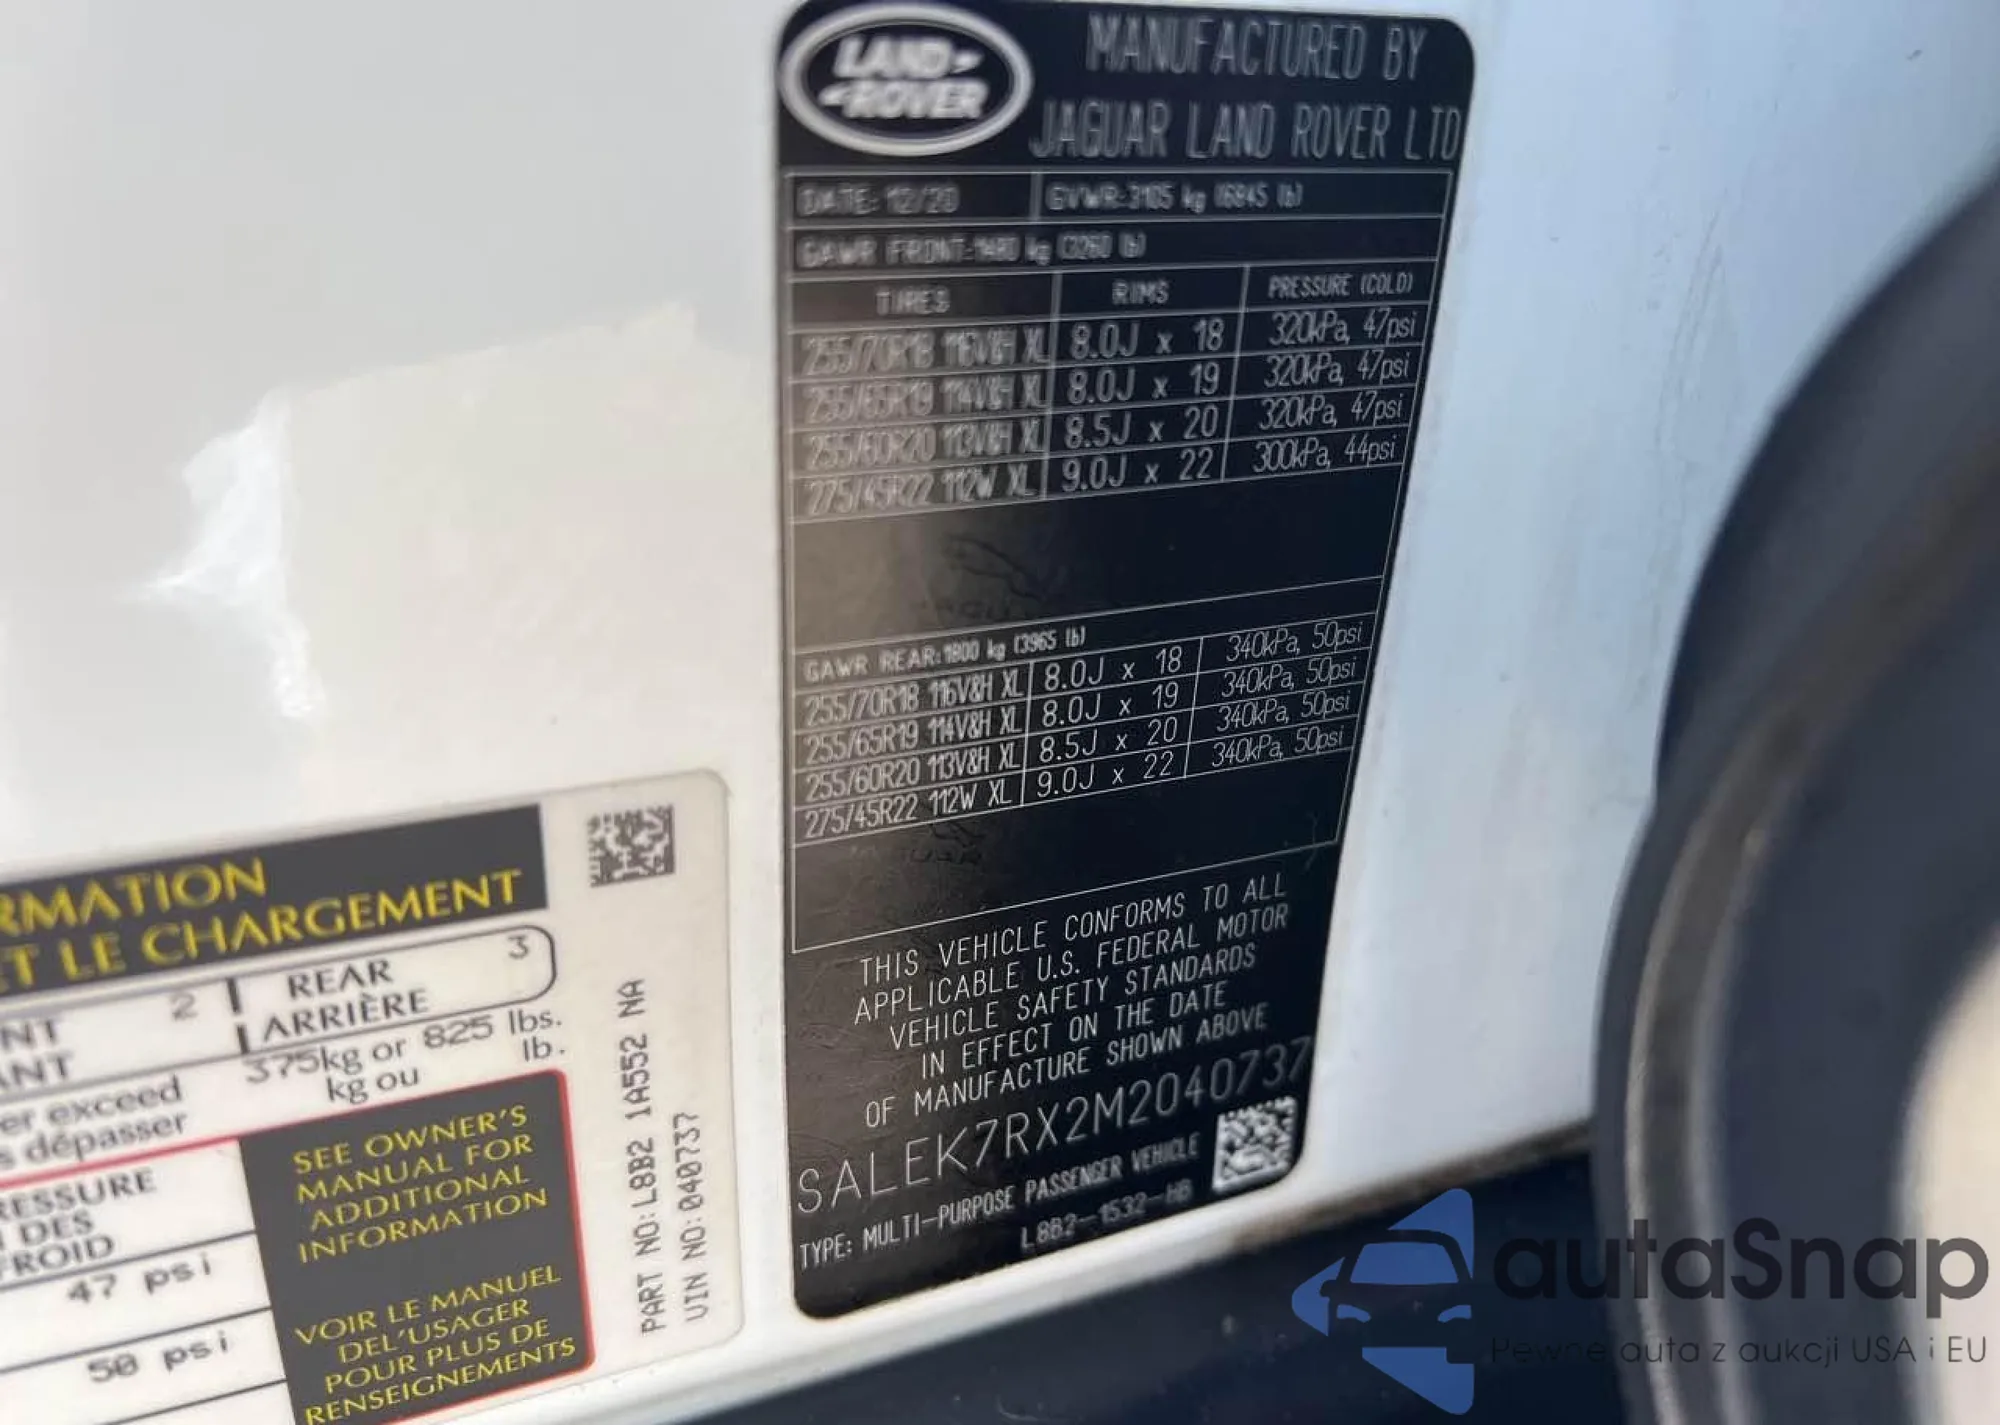 LAND-
-ROVER
MANUFACTURED BY
JAGUAR LAND ROVER LTD
DATE: 12/20 GVWR:3105 kg (6845 lb)
GAWR FRONT:1480 kg (3260 lb)
TIRES RIMS PRESSURE (COLD)
255/70R18 116V&H XL 8.0J x 18 320kPa, 47psi
255/65R19 114V&H XL 8.0J x 19 320kPa, 47psi
255/60R20 113V&H XL 8.5J x 20 320kPa, 47psi
275/45R22 112W XL 9.0J x 22 300kPa, 44psi
GAWR REAR:1800 kg (3965 lb)
255/70R18 116V&H XL 8.0J x 18 340kPa, 50psi
255/65R19 114V&H XL 8.0J x 19 340kPa, 50psi
255/60R20 113V&H XL 8.5J x 20 340kPa, 50psi
275/45R22 112W XL 9.0J x 22 340kPa, 50psi
THIS VEHICLE CONFORMS TO ALL
APPLICABLE U.S. FEDERAL MOTOR
VEHICLE SAFETY STANDARDS
IN EFFECT ON THE DATE
OF MANUFACTURE SHOWN ABOVE
SALEK7RX2M2040737
TYPE: MULTI-PURPOSE PASSENGER VEHICLE
L8B2-1532-HB
RMATION
ET LE CHARGEMENT
NT 2 REAR 3
ANT ARRIÈRE
er exceed 375kg or 825 lbs.
s dépasser kg ou lb.
RESSURE
DES
FROID
47 psi
50 psi
SEE OWNER'S
MANUAL FOR
ADDITIONAL
INFORMATION
VOIR LE MANUEL
DEL'USAGER
POUR PLUS DE
RENSEIGNEMENTS
PART NO:L8B2 1A552 NA
VIN NO:040737
autaSnap
Pewne auta z aukcji USA i EU